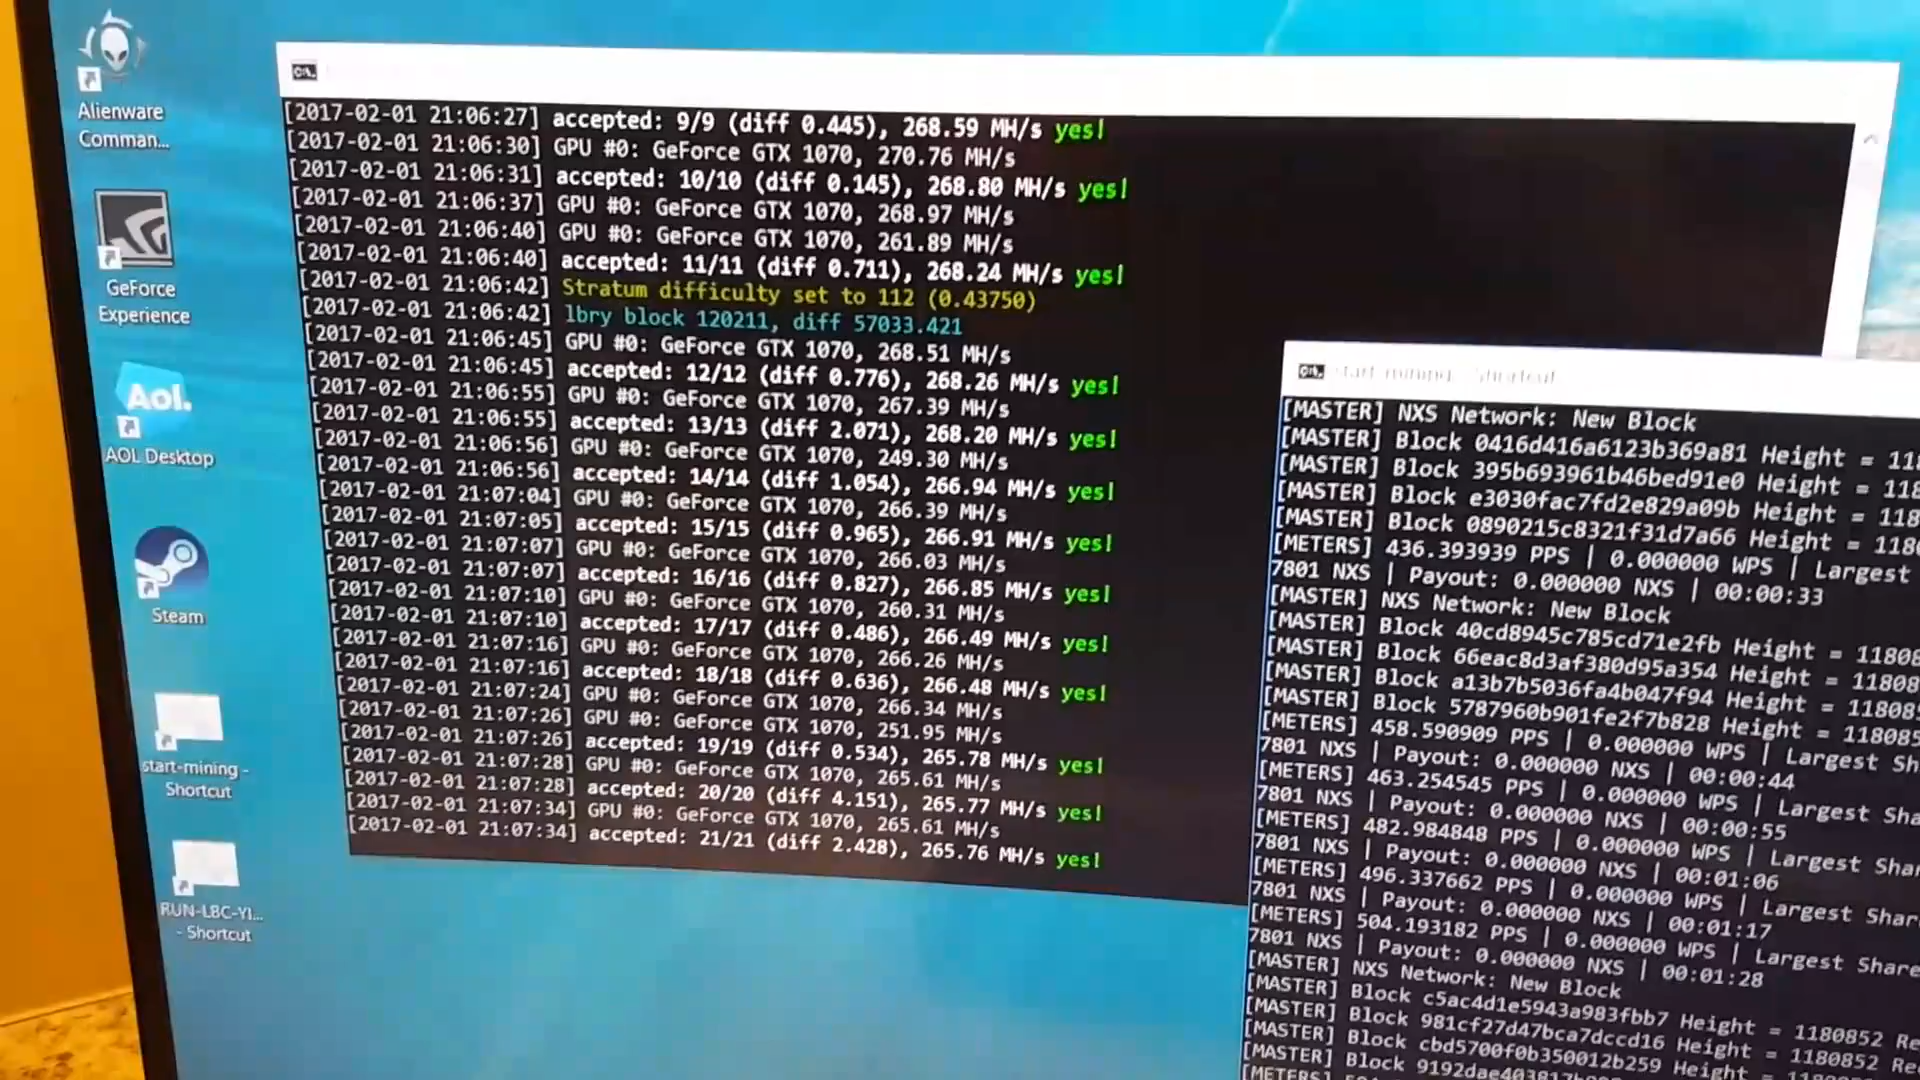 Alienware
Comman...
GeForce
Experience
Aol.
AOL Desktop
Steam
start-mining -
Shortcut
RUN-LBC-YI...
- Shortcut
[2017-02-01 21:06:27] accepted: 9/9 (diff 0.445), 268.59 MH/s yes!
[2017-02-01 21:06:30] GPU #0: GeForce GTX 1070, 270.76 MH/s
[2017-02-01 21:06:31] accepted: 10/10 (diff 0.145), 268.80 MH/s yes!
[2017-02-01 21:06:37] GPU #0: GeForce GTX 1070, 268.97 MH/s
[2017-02-01 21:06:40] GPU #0: GeForce GTX 1070, 261.89 MH/s
[2017-02-01 21:06:40] accepted: 11/11 (diff 0.711), 268.24 MH/s yes!
[2017-02-01 21:06:42] Stratum difficulty set to 112 (0.43750)
[2017-02-01 21:06:42] lbry block 120211, diff 57033.421
[2017-02-01 21:06:45] GPU #0: GeForce GTX 1070, 268.51 MH/s
[2017-02-01 21:06:45] accepted: 12/12 (diff 0.776), 268.26 MH/s yes!
[2017-02-01 21:06:55] GPU #0: GeForce GTX 1070, 267.39 MH/s
[2017-02-01 21:06:55] accepted: 13/13 (diff 2.071), 268.20 MH/s yes!
[2017-02-01 21:06:56] GPU #0: GeForce GTX 1070, 249.30 MH/s
[2017-02-01 21:06:56] accepted: 14/14 (diff 1.054), 266.94 MH/s yes!
[2017-02-01 21:07:04] GPU #0: GeForce GTX 1070, 266.39 MH/s
[2017-02-01 21:07:05] accepted: 15/15 (diff 0.965), 266.91 MH/s yes!
[2017-02-01 21:07:07] GPU #0: GeForce GTX 1070, 266.03 MH/s
[2017-02-01 21:07:07] accepted: 16/16 (diff 0.827), 266.85 MH/s yes!
[2017-02-01 21:07:10] GPU #0: GeForce GTX 1070, 260.31 MH/s
[2017-02-01 21:07:10] accepted: 17/17 (diff 0.486), 266.49 MH/s yes!
[2017-02-01 21:07:16] GPU #0: GeForce GTX 1070, 266.26 MH/s
[2017-02-01 21:07:16] accepted: 18/18 (diff 0.636), 266.48 MH/s yes!
[2017-02-01 21:07:24] GPU #0: GeForce GTX 1070, 266.34 MH/s
[2017-02-01 21:07:26] GPU #0: GeForce GTX 1070, 251.95 MH/s
[2017-02-01 21:07:26] accepted: 19/19 (diff 0.534), 265.78 MH/s yes!
[2017-02-01 21:07:28] GPU #0: GeForce GTX 1070, 265.61 MH/s
[2017-02-01 21:07:28] accepted: 20/20 (diff 4.151), 265.77 MH/s yes!
[2017-02-01 21:07:34] GPU #0: GeForce GTX 1070, 265.61 MH/s
[2017-02-01 21:07:34] accepted: 21/21 (diff 2.428), 265.76 MH/s yes!
start-mining - Shortcut
[MASTER] NXS Network: New Block
[MASTER] Block 0416d416a6123b369a81 Height = 118
[MASTER] Block 395b693961b46bed91e0 Height = 118
[MASTER] Block e3030fac7fd2e829a09b Height = 118
[MASTER] Block 0890215c8321f31d7a66 Height = 1180
[METERS] 436.393939 PPS | 0.000000 WPS | Largest
7801 NXS | Payout: 0.000000 NXS | 00:00:33
[MASTER] NXS Network: New Block
[MASTER] Block 40cd8945c785cd71e2fb Height = 11808
[MASTER] Block 66eac8d3af380d95a354 Height = 11808
[MASTER] Block a13b7b5036fa4b047f94 Height = 118085
[MASTER] Block 5787960b901fe2f7b828 Height = 118085
[METERS] 458.590909 PPS | 0.000000 WPS | Largest Sh
7801 NXS | Payout: 0.000000 NXS | 00:00:44
[METERS] 463.254545 PPS | 0.000000 WPS | Largest Sha
7801 NXS | Payout: 0.000000 NXS | 00:00:55
[METERS] 482.984848 PPS | 0.000000 WPS | Largest Shar
7801 NXS | Payout: 0.000000 NXS | 00:01:06
[METERS] 496.337662 PPS | 0.000000 WPS | Largest Shar
7801 NXS | Payout: 0.000000 NXS | 00:01:17
[METERS] 504.193182 PPS | 0.000000 WPS | Largest Share
7801 NXS | Payout: 0.000000 NXS | 00:01:28
[MASTER] NXS Network: New Block
[MASTER] Block c5ac4d1e5943a983fbb7 Height = 1180852 Re
[MASTER] Block 981cf27d47bca7dccd16 Height = 1180852 Re
[MASTER] Block cbd5700f0b350012b259 Height = 1180852
[MASTER] Block
[METERS]